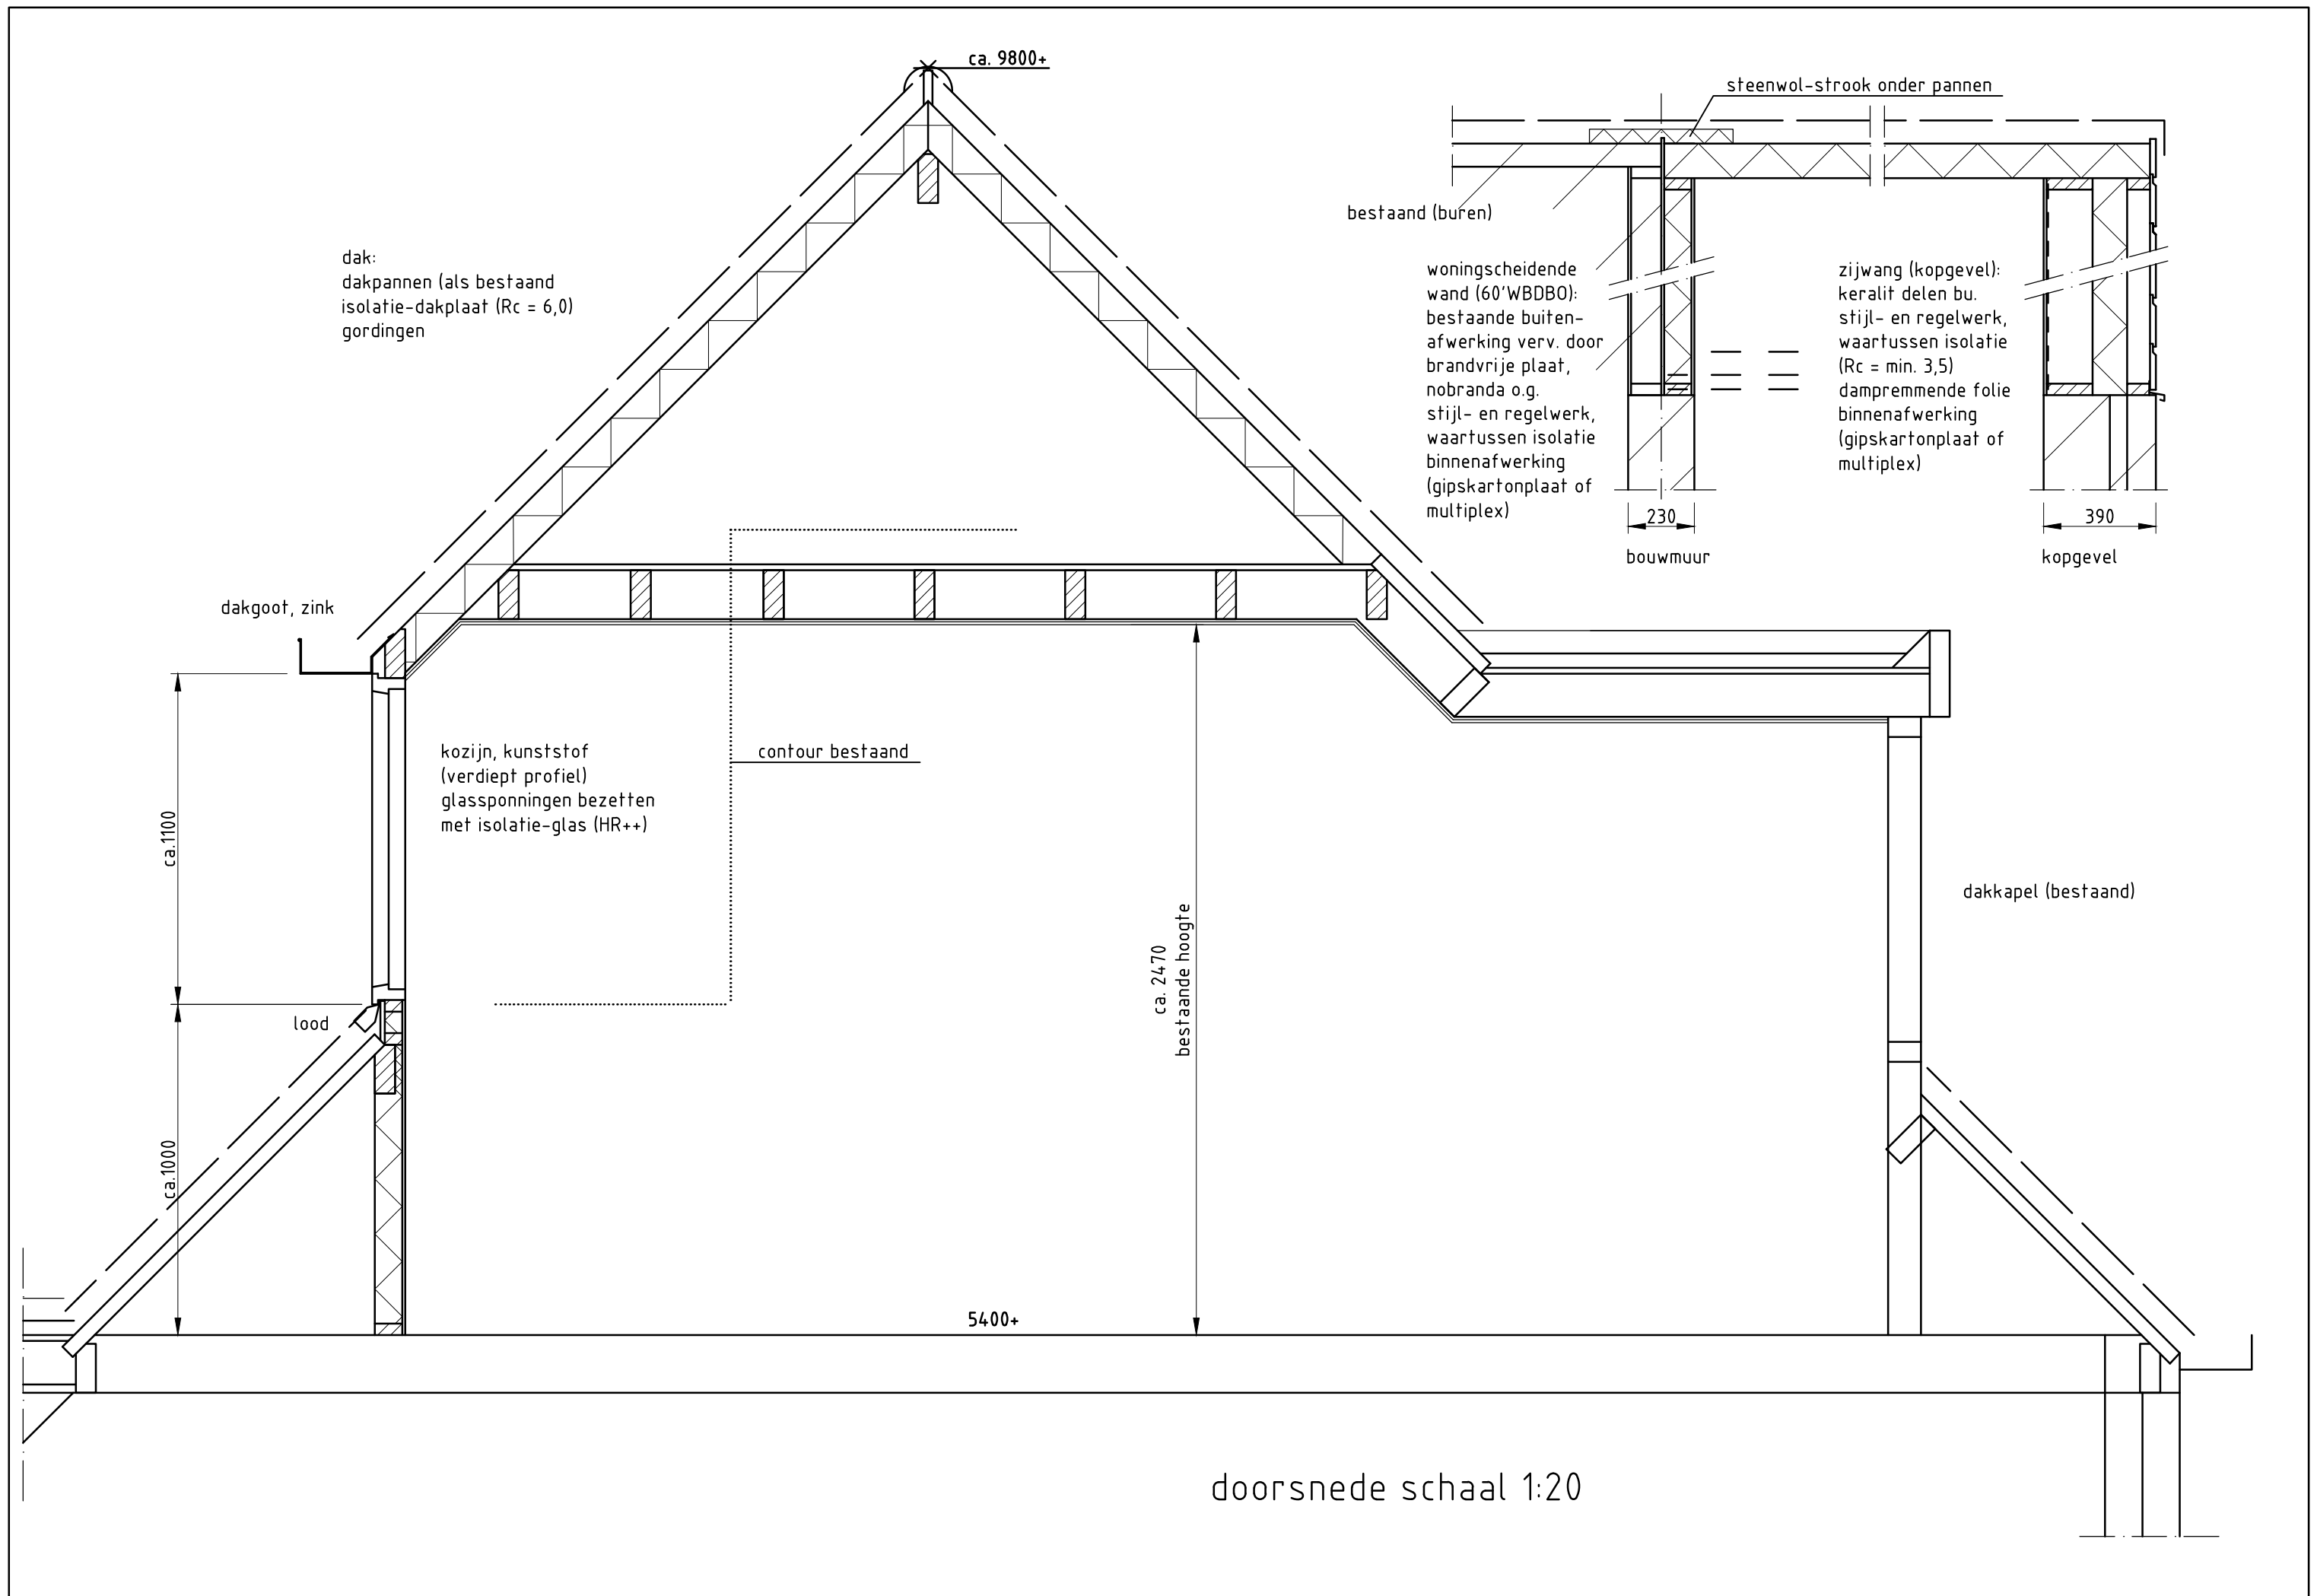 ca. 9800+
steenwol-strook onder pannen
bestaand (buren)
dak:
dakpannen (als bestaand
isolatie-dakplaat (Rc = 6,0)
gordingen
woningscheidende
wand (60'WBDBO):
bestaande buiten-
afwerking verv. door
brandvrije plaat,
nobranda o.g.
stijl- en regelwerk,
waartussen isolatie
binnenafwerking
(gipskartonplaat of
multiplex)
zijwang (kopgevel):
keralit delen bu.
stijl- en regelwerk,
waartussen isolatie
(Rc = min. 3,5)
dampremmende folie
binnenafwerking
(gipskartonplaat of
multiplex)
230
bouwmuur
390
kopgevel
dakgoot, zink
kozijn, kunststof
(verdiept profiel)
glassponningen bezetten
met isolatie-glas (HR++)
contour bestaand
ca.1100
dakkapel (bestaand)
ca. 2470
bestaande hoogte
lood
ca.1000
5400+
doorsnede schaal 1:20